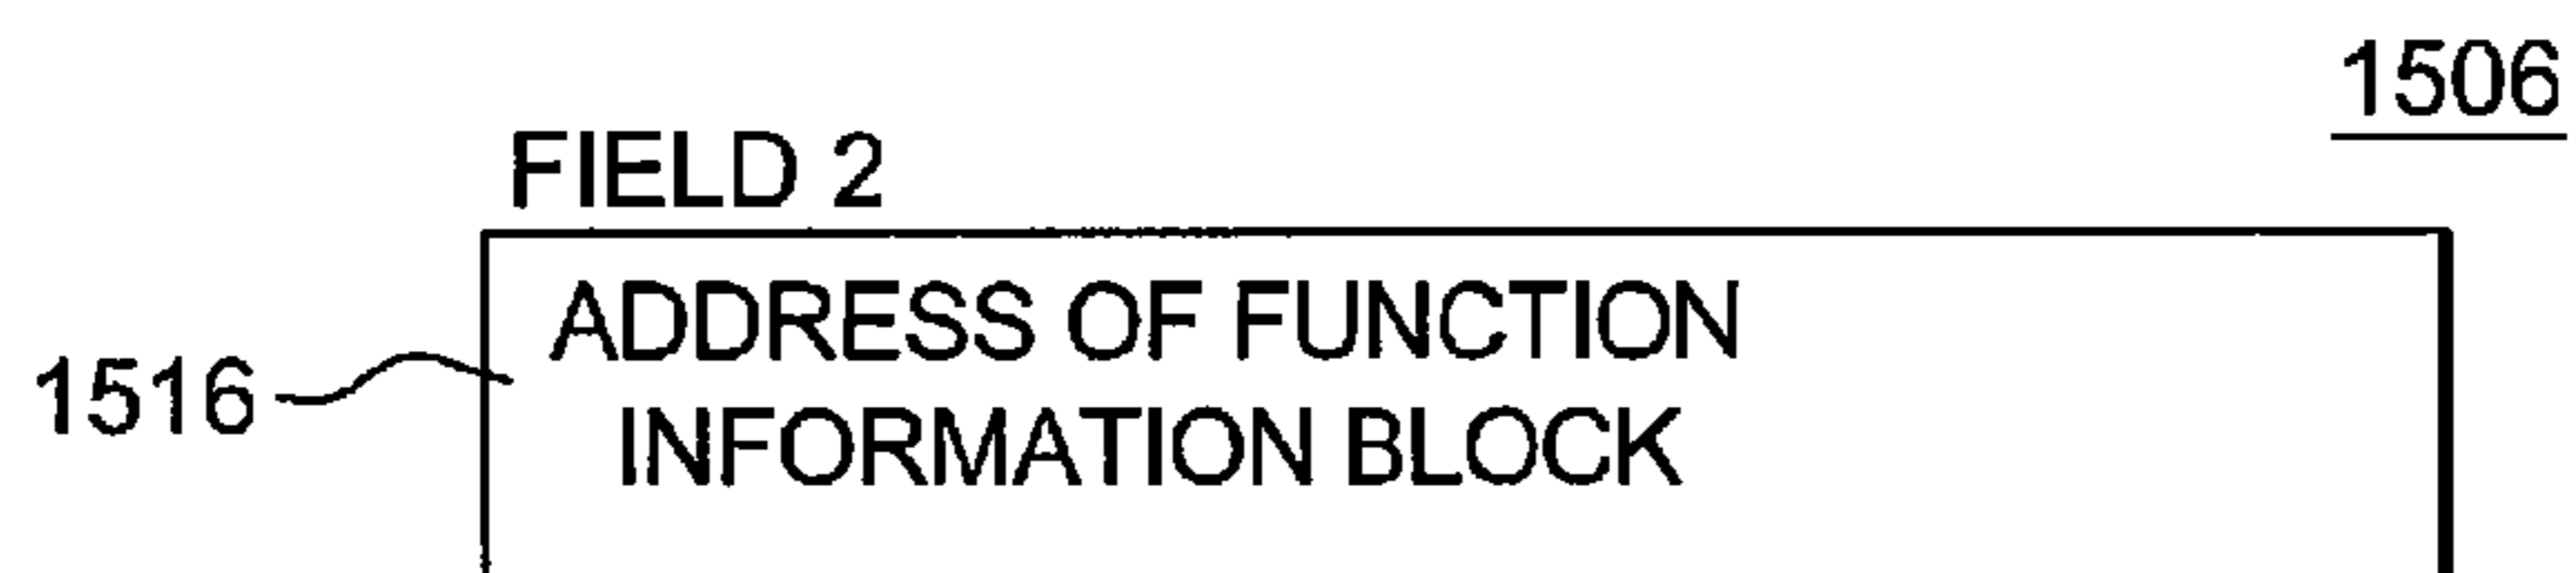 1506
FIELD 2
ADDRESS OF FUNCTION
1516
INFORMATION BLOCK